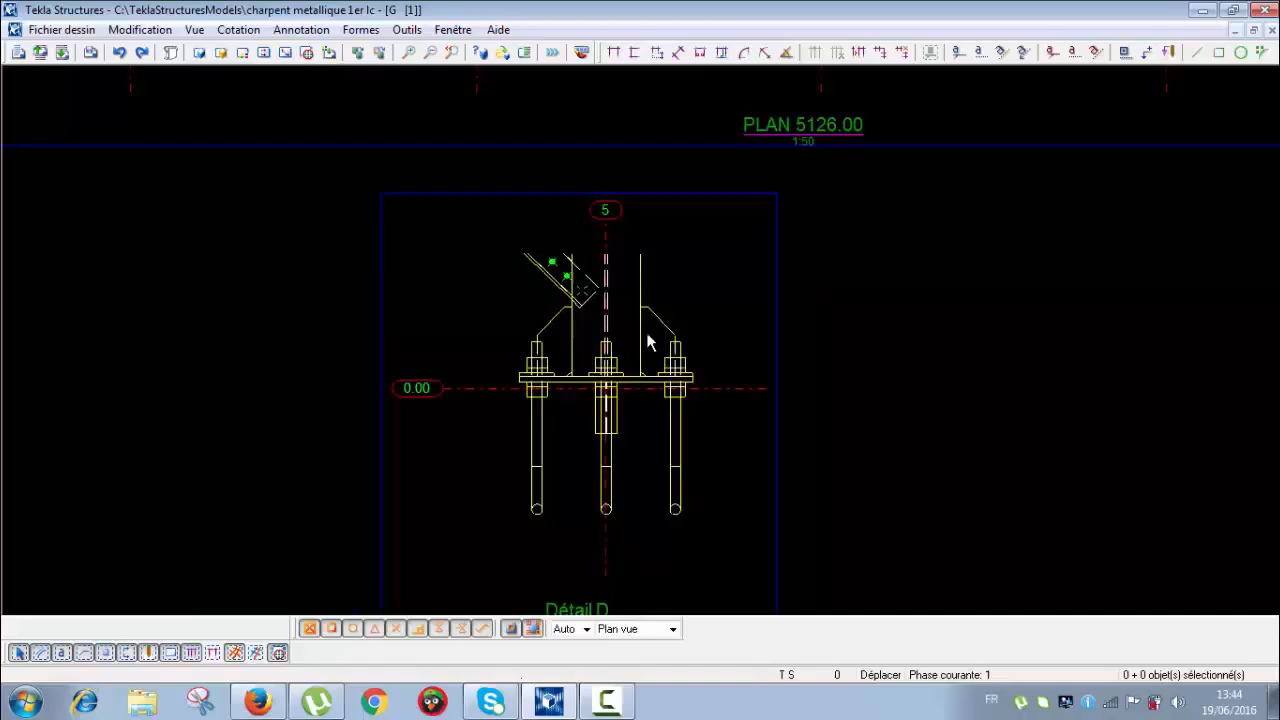 Tekla Structures - C:\TeklaStructuresModels\charpent metallique 1er lc - [G [1]]
Fichier dessin Modification Vue Cotation Annotation Formes Outils Fenêtre Aide
PLAN 5126.00
1:50
5
0.00
Détail D
Auto Plan vue
T S 0 Déplacer Phase courante: 1 0 + 0 objet(s) sélectionné(s)
FR 13:44
19/06/2016